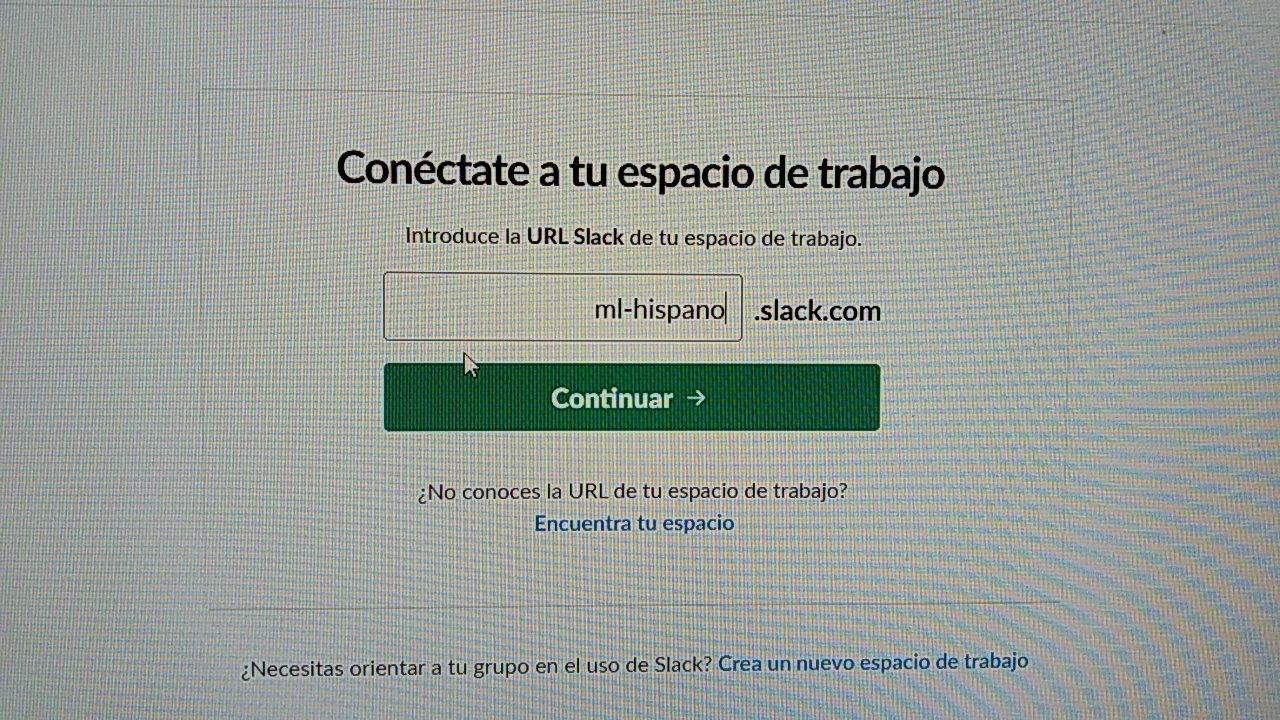 Conéctate a tu espacio de trabajo
Introduce la URL Slack de tu espacio de trabajo.
ml-hispano .slack.com
Continuar →
¿No conoces la URL de tu espacio de trabajo?
Encuentra tu espacio
¿Necesitas orientar a tu grupo en el uso de Slack? Crea un nuevo espacio de trabajo